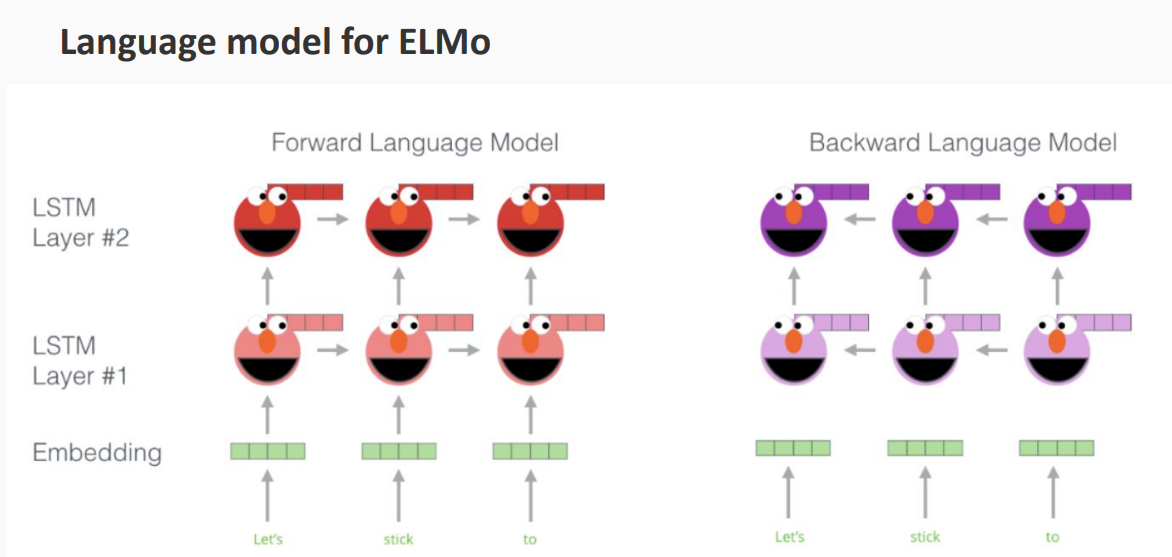 Language model for ELMo
Forward Language Model
Backward Language Model
LSTM
Layer #2
LSTM
Layer #1
Embedding
Let's
stick
to
Let's
stick
to